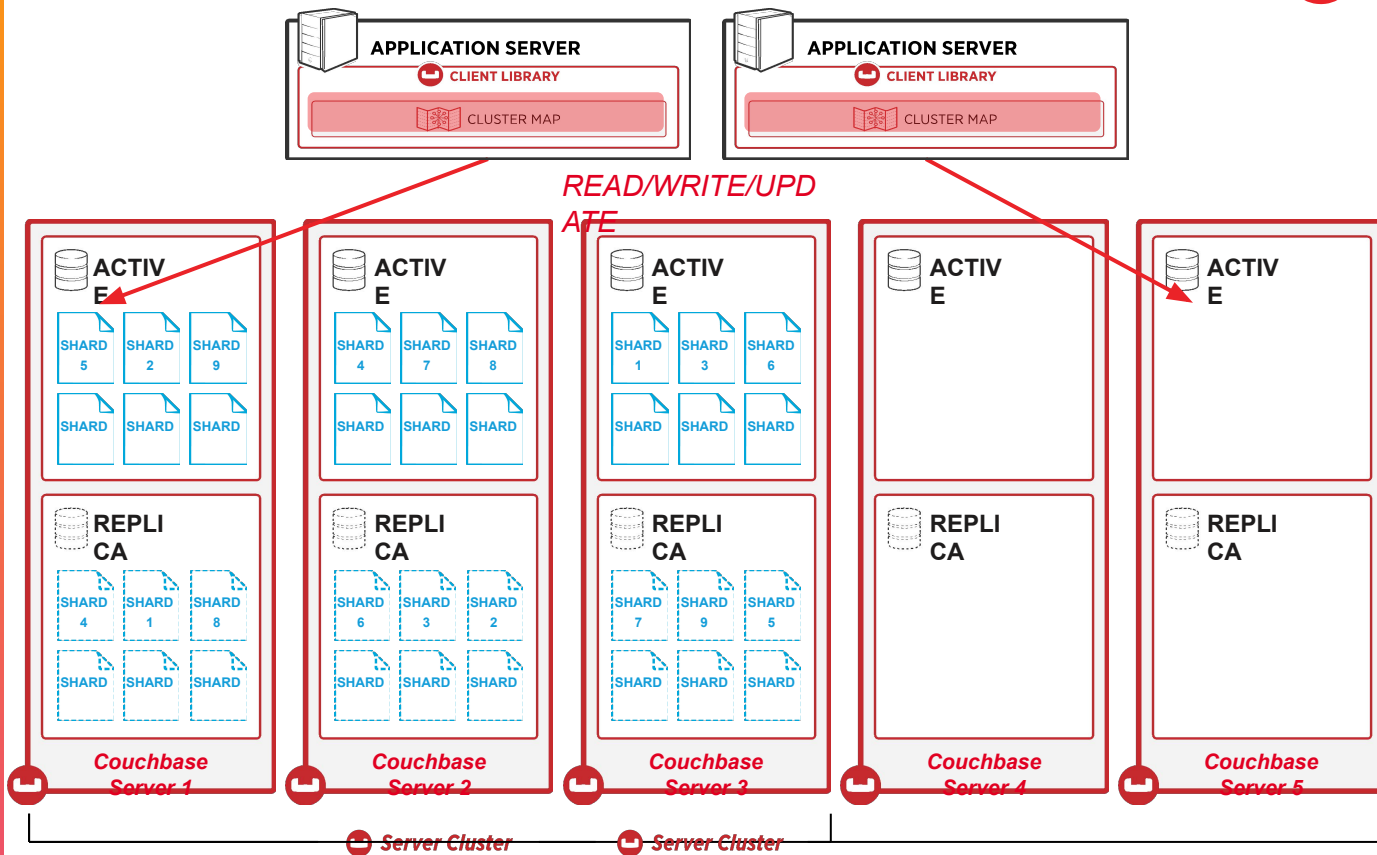 APPLICATION SERVER
CLIENT LIBRARY
CLUSTER MAP
APPLICATION SERVER
CLIENT LIBRARY
CLUSTER MAP
READ/WRITE/UPD
ATE
ACTIV
E
SHARD
5
SHARD
2
SHARD
9
SHARD
SHARD
SHARD
REPLI
CA
SHARD
4
SHARD
1
SHARD
8
SHARD
SHARD
SHARD
Couchbase
Server 1
ACTIV
E
SHARD
4
SHARD
7
SHARD
8
SHARD
SHARD
SHARD
REPLI
CA
SHARD
6
SHARD
3
SHARD
2
SHARD
SHARD
SHARD
Couchbase
Server 2
ACTIV
E
SHARD
1
SHARD
3
SHARD
6
SHARD
SHARD
SHARD
REPLI
CA
SHARD
7
SHARD
9
SHARD
5
SHARD
SHARD
SHARD
Couchbase
Server 3
ACTIV
E
REPLI
CA
Couchbase
Server 4
ACTIV
E
REPLI
CA
Couchbase
Server 5
Server Cluster
Server Cluster